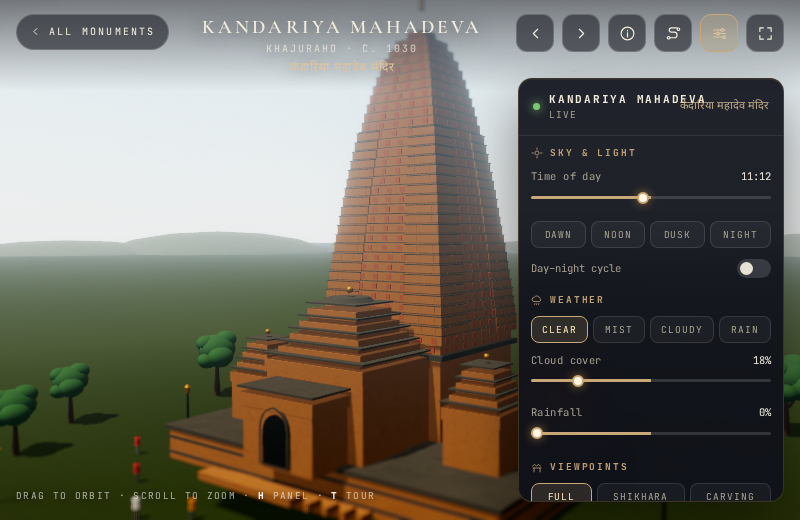 ALL MONUMENTS
KANDARIYA MAHADEVA
KHAJURAHO · C. 1030
कंदारिया महादेव मंदिर
KANDARIYA MAHADEVA
कंदारिया महादेव मंदिर
LIVE
SKY & LIGHT
Time of day 11:12
DAWN NOON DUSK NIGHT
Day-night cycle
WEATHER
CLEAR MIST CLOUDY RAIN
Cloud cover 18%
Rainfall 0%
VIEWPOINTS
FULL SHIKHARA CARVING
DRAG TO ORBIT · SCROLL TO ZOOM · H PANEL · T TOUR